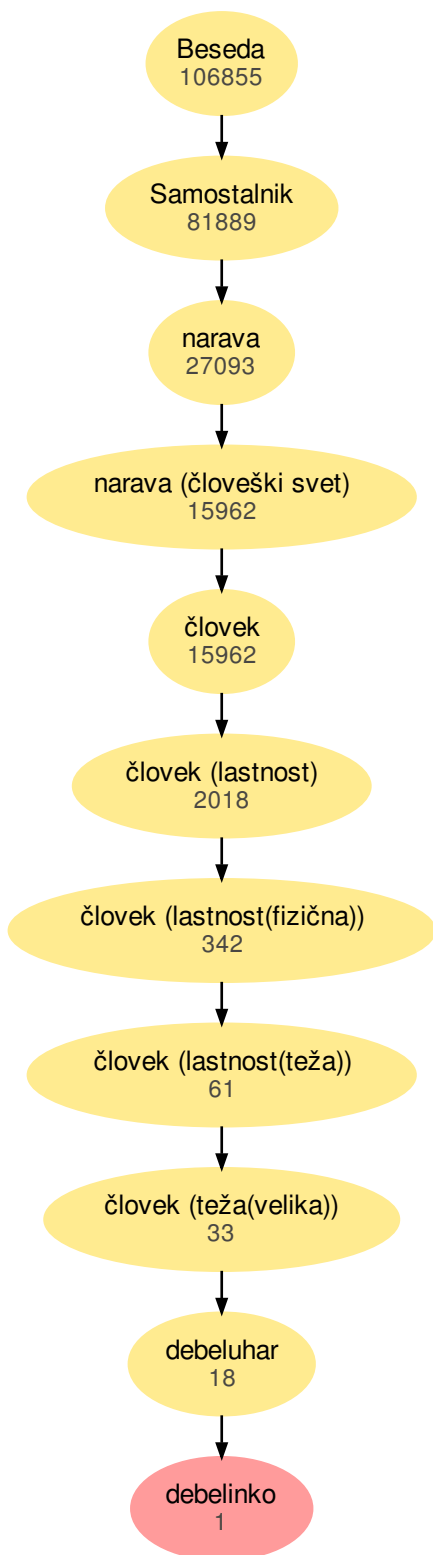 Beseda
106855
Samostalnik
81889
narava
27093
narava (človeški svet)
15962
človek
15962
človek (lastnost)
2018
človek (lastnost(fizična))
342
človek (lastnost(teža))
61
človek (teža(velika))
33
debeluhar
18
debelinko
1